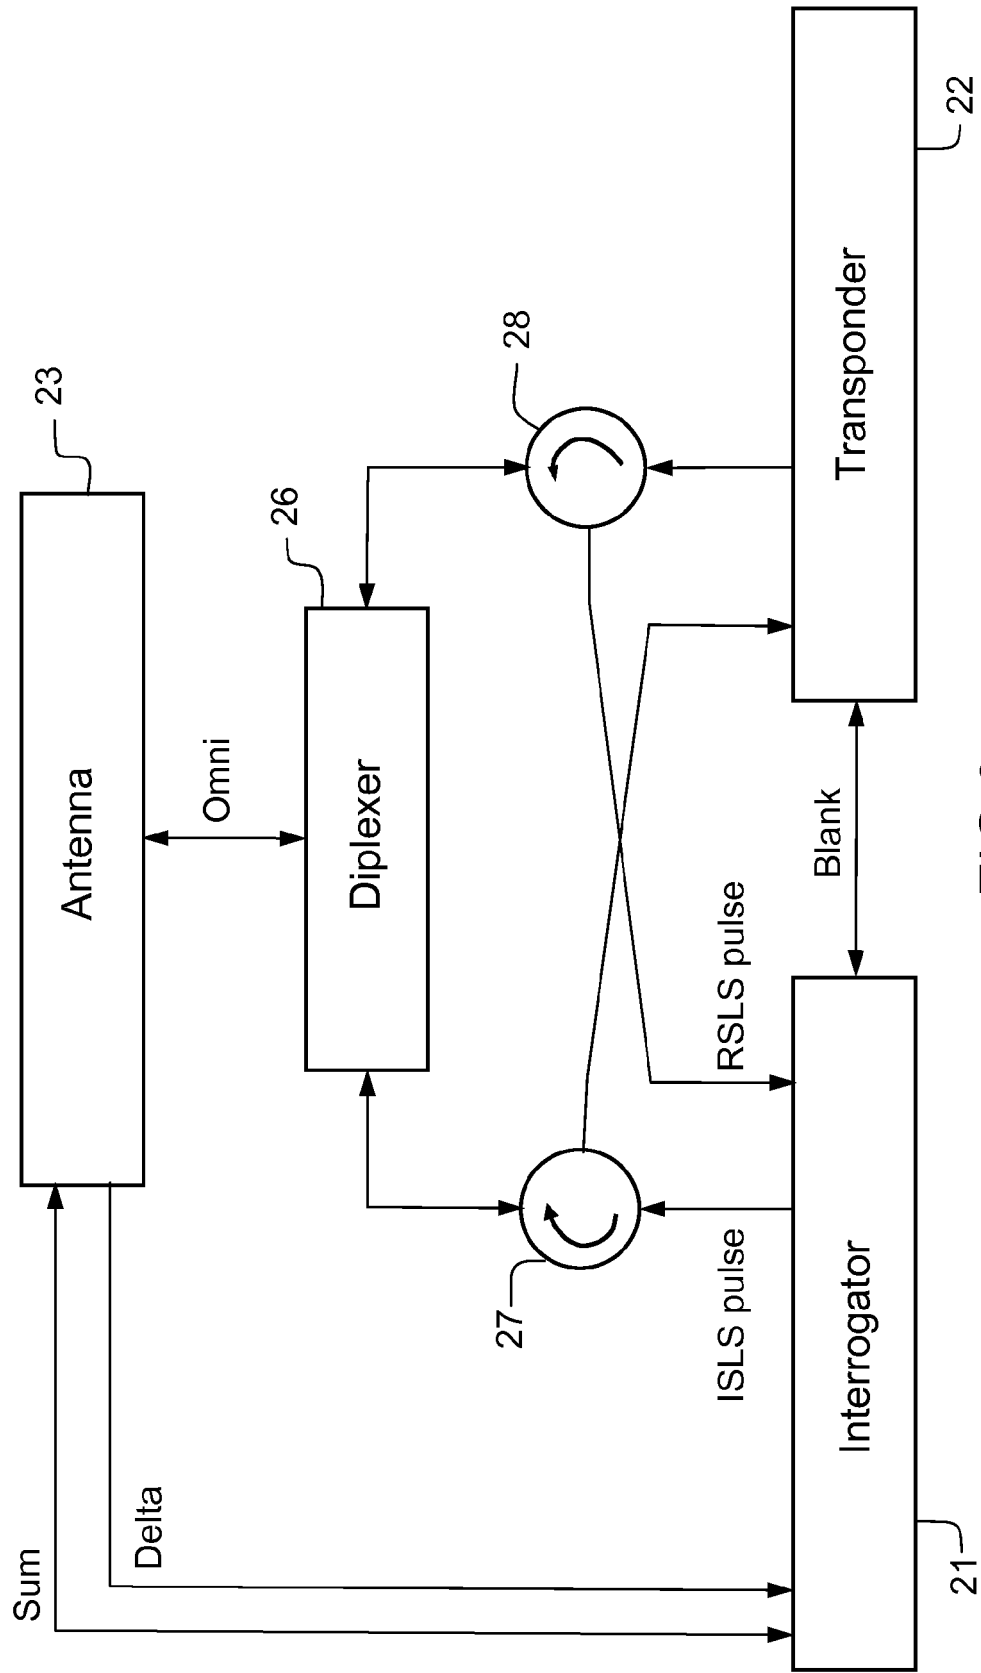 Sum
Delta
Antenna
23
Omni
Diplexer
26
27
28
ISLS pulse
RSLS pulse
Interrogator
21
Blank
Transponder
22